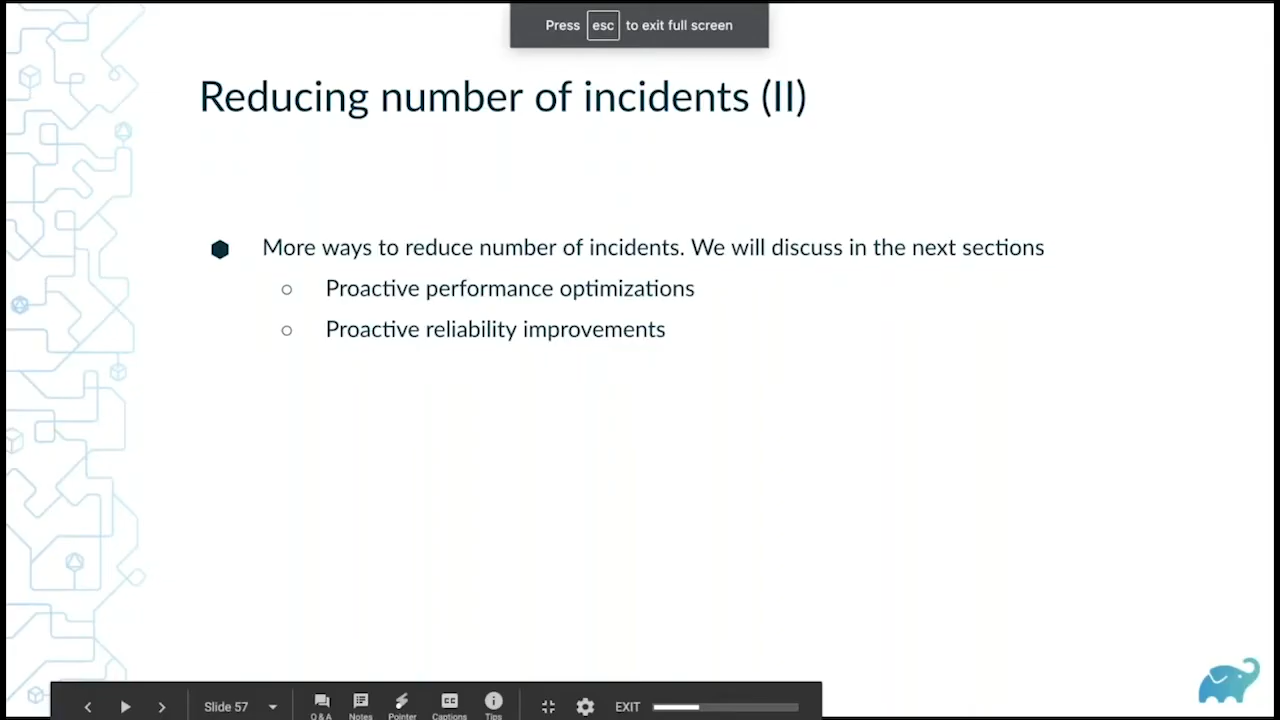 Press esc to exit full screen
Reducing number of incidents (II)
More ways to reduce number of incidents. We will discuss in the next sections
Proactive performance optimizations
Proactive reliability improvements
Slide 57
Q & A Notes Pointer Captions Tips
CC
EXIT